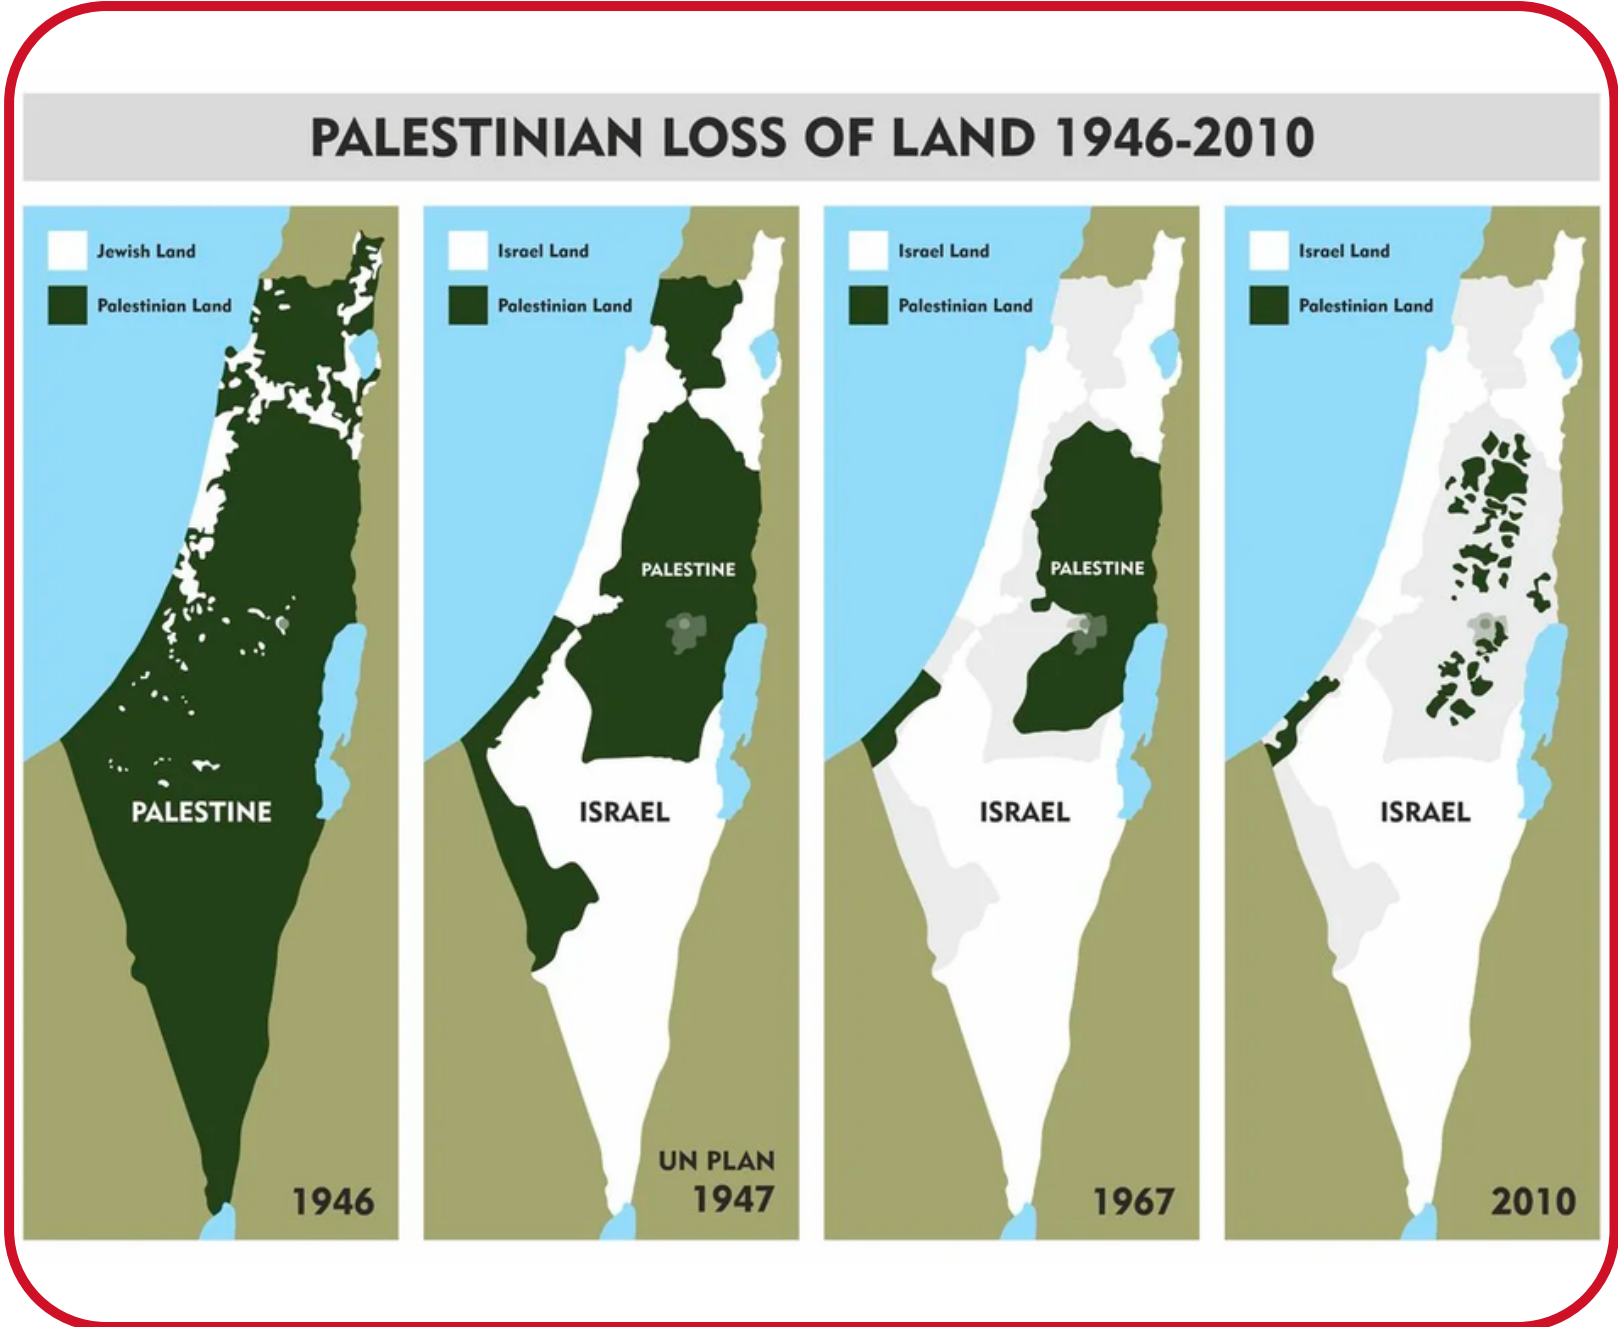 PALESTINIAN LOSS OF LAND 1946-2010
Jewish Land
Palestinian Land
PALESTINE
1946
Israel Land
Palestinian Land
PALESTINE
ISRAEL
UN PLAN
1947
Israel Land
Palestinian Land
PALESTINE
ISRAEL
1967
Israel Land
Palestinian Land
ISRAEL
2010